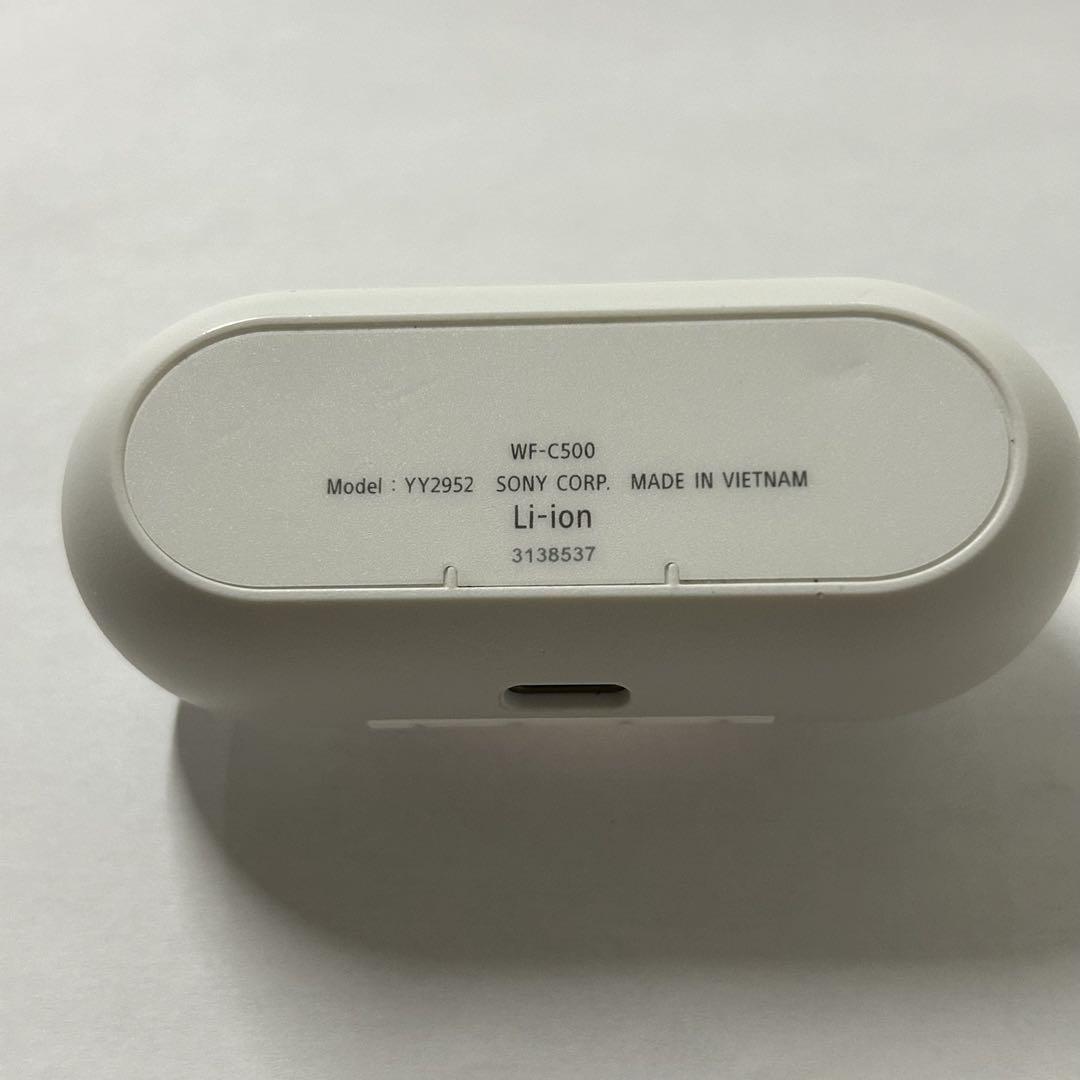 WF-C500
Model : YY2952 SONY CORP. MADE IN VIETNAM
Li-ion
3138537